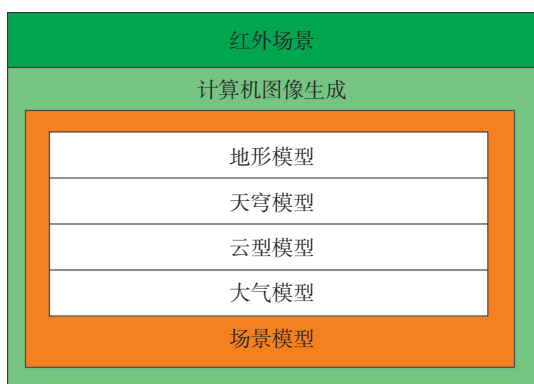 红外场景
计算机图像生成
地形模型
天穹模型
云型模型
大气模型
场景模型